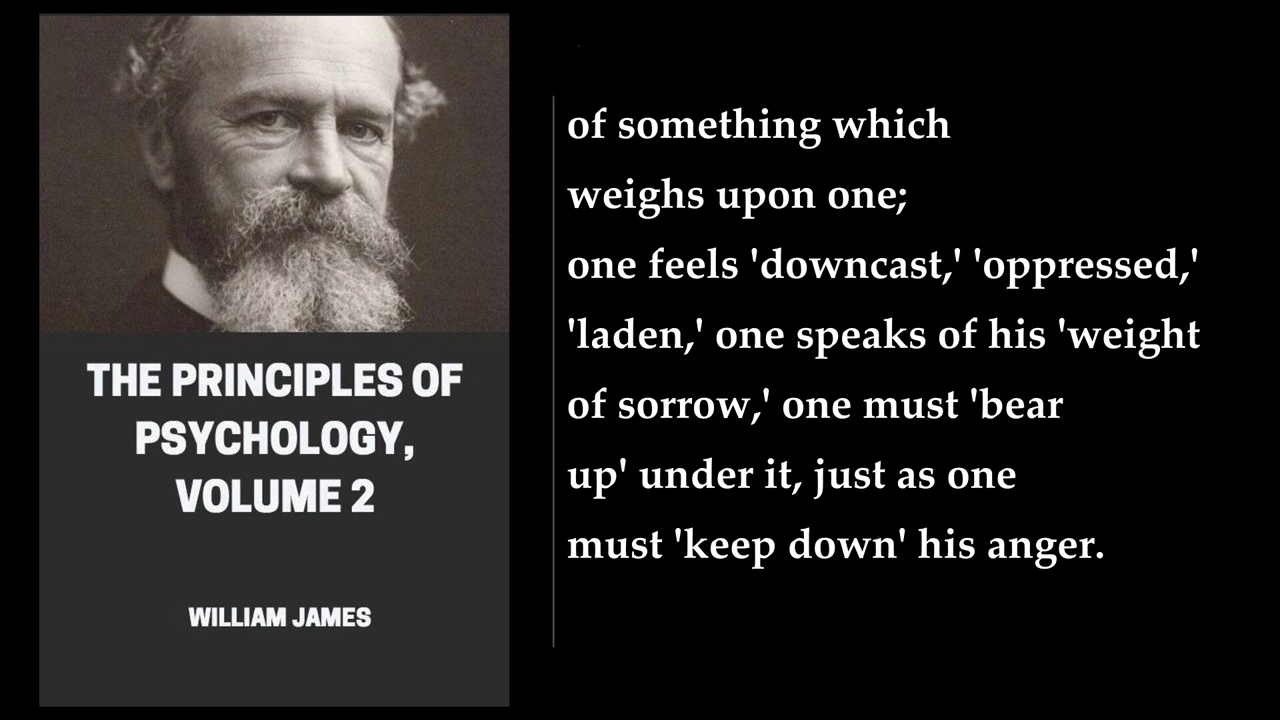 THE PRINCIPLES OF
PSYCHOLOGY,
VOLUME 2
WILLIAM JAMES
of something which
weighs upon one;
one feels 'downcast,' 'oppressed,'
'laden,' one speaks of his 'weight
of sorrow,' one must 'bear
up' under it, just as one
must 'keep down' his anger.